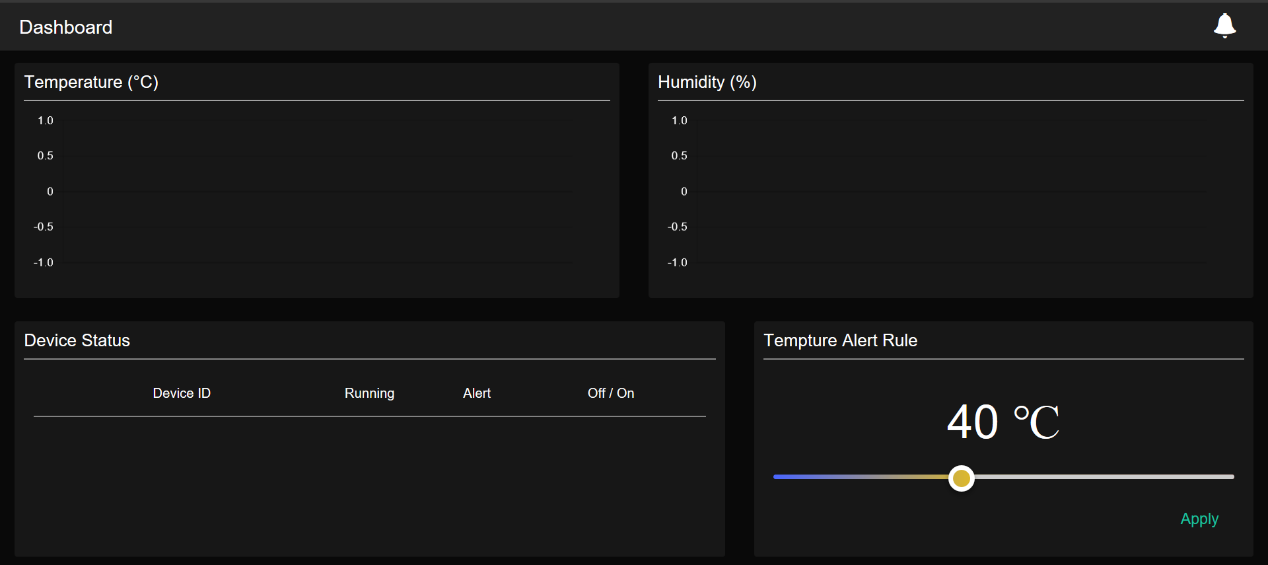 Dashboard
Temperature (°C)
1.0
0.5
0
-0.5
-1.0
Humidity (%)
1.0
0.5
0
-0.5
-1.0
Device Status
Device ID Running Alert Off / On
Tempture Alert Rule
40 ℃
Apply